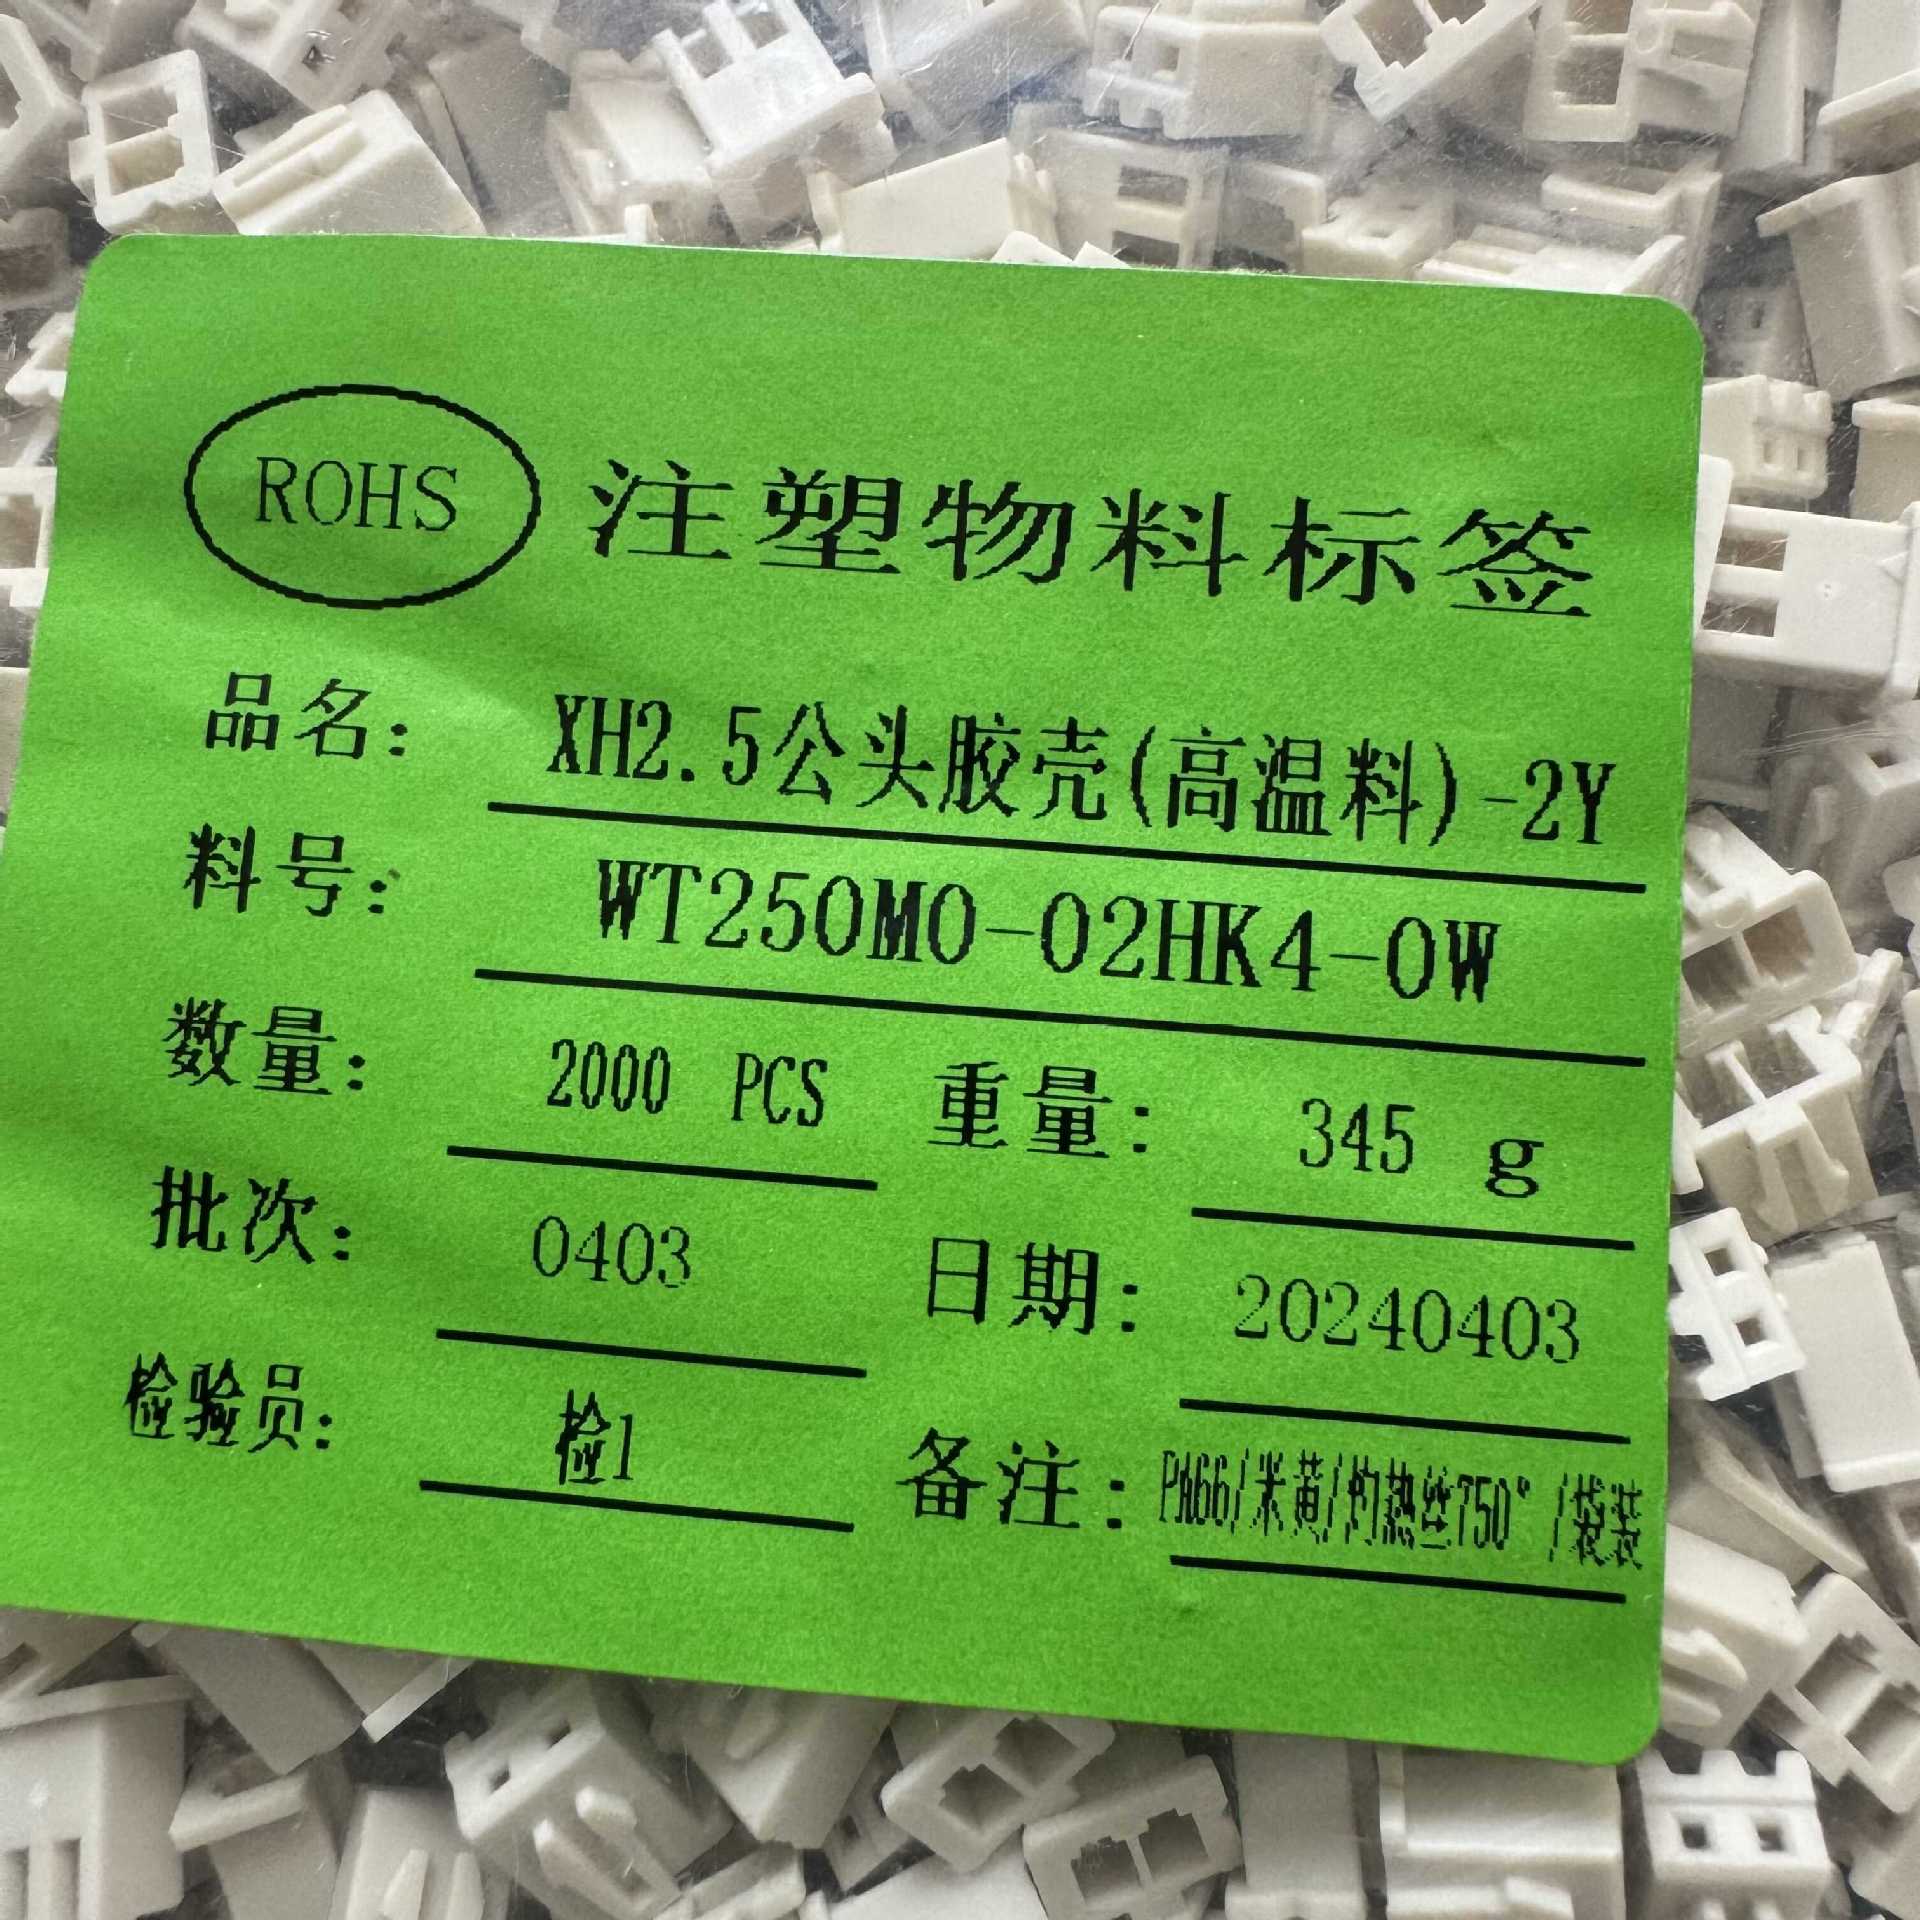 ROHS 注塑物料标签
品名: XH2.5公头胶壳(高温料)-2Y
料号: WT250M0-02HK4-0W
数量: 2000 PCS 重量: 345 g
批次: 0403 日期: 20240403
检验员: 检1 备注: PA66/米黄/灼热丝750°/袋装